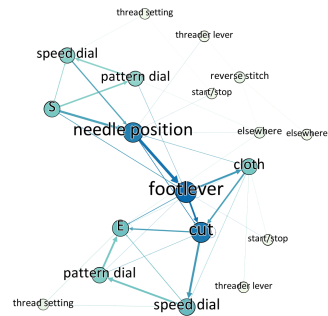 thread setting
threader lever
speed dial
pattern dial
reverse stitch
start/stop
S
needle position
elsewhere
elsewhere
cloth
footlever
E
cut
start/stop
pattern dial
threader lever
thread setting
speed dial